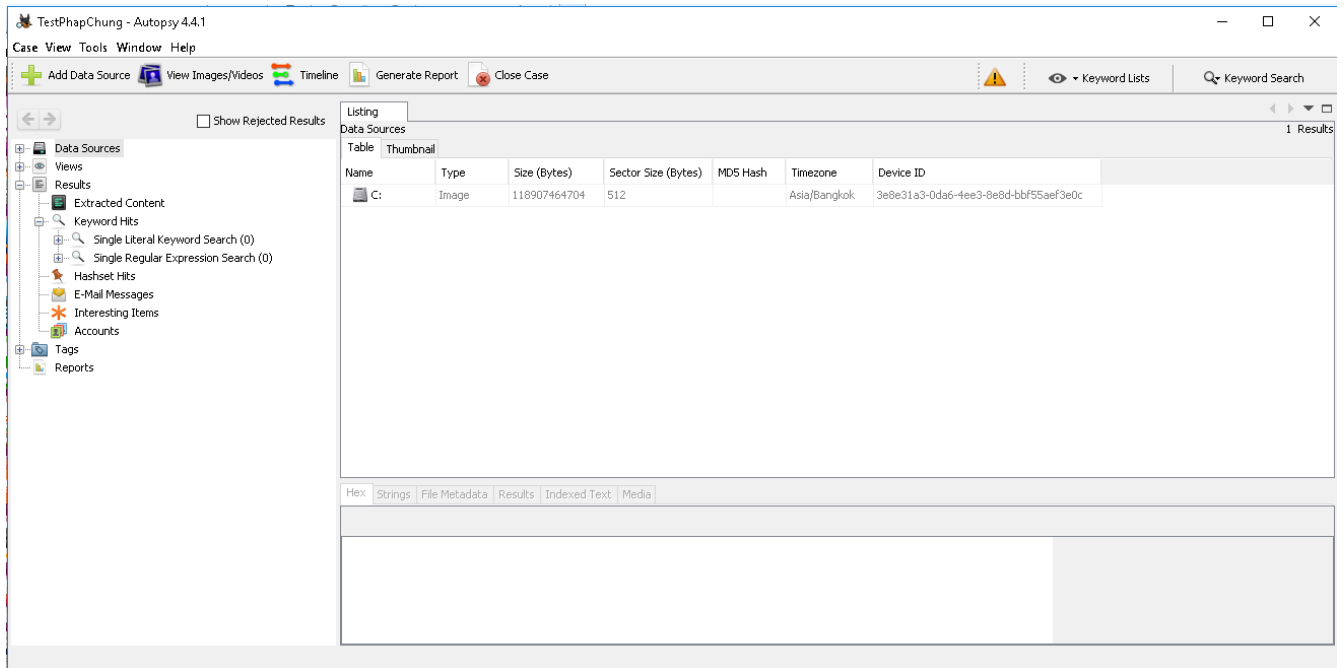 TestPhapChung - Autopsy 4.4.1
Case View Tools Window Help
Add Data Source View Images/Videos Timeline Generate Report Close Case Keyword Lists Keyword Search
Show Rejected Results
Data Sources
Views
Results
Extracted Content
Keyword Hits
Single Literal Keyword Search (0)
Single Regular Expression Search (0)
Hashset Hits
E-Mail Messages
Interesting Items
Accounts
Tags
Reports
Listing
Data Sources 1 Results
Table Thumbnail
Name Type Size (Bytes) Sector Size (Bytes) MD5 Hash Timezone Device ID
C: Image 118907464704 512 Asia/Bangkok 3e8e31a3-0da6-4ee3-8e8d-bbf55aef3e0c
Hex Strings File Metadata Results Indexed Text Media